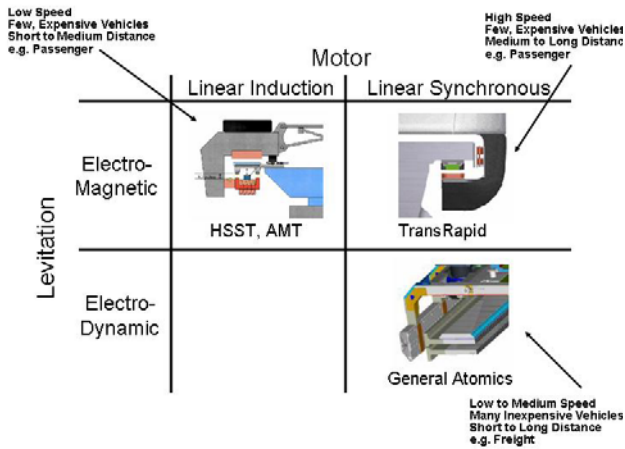 Low Speed
Few, Expensive Vehicles
Short to Medium Distance
e.g. Passenger
High Speed
Few, Expensive Vehicles
Medium to Long Distance
e.g. Passenger
Motor
Linear Induction
Linear Synchronous
Levitation
Electro-
Magnetic
HSST, AMT
TransRapid
Electro-
Dynamic
General Atomics
Low to Medium Speed
Many Inexpensive Vehicles
Short to Long Distance
e.g. Freight